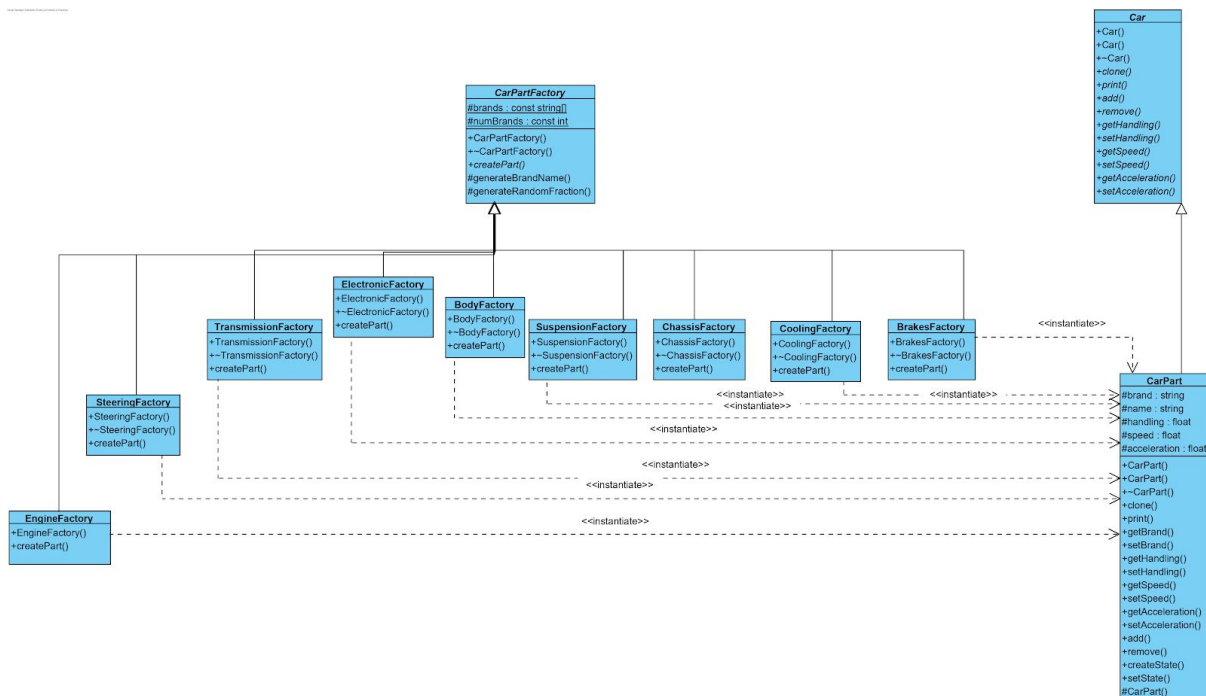 Car
+Car()
+Car()
+~Car()
+clone()
+print()
+add()
+remove()
+getHandling()
+setHandling()
+getSpeed()
+setSpeed()
+getAcceleration()
+setAcceleration()
CarPartFactory
#brands : const string[]
#numBrands : const int
+CarPartFactory()
+~CarPartFactory()
+createPart()
#generateBrandName()
#generateRandomFraction()
ElectronicFactory
+ElectronicFactory()
+~ElectronicFactory()
+createPart()
BodyFactory
+BodyFactory()
+~BodyFactory()
+createPart()
TransmissionFactory
+TransmissionFactory()
+~TransmissionFactory()
+createPart()
SuspensionFactory
+SuspensionFactory()
+~SuspensionFactory()
+createPart()
ChassisFactory
+ChassisFactory()
+~ChassisFactory()
+createPart()
CoolingFactory
+CoolingFactory()
+~CoolingFactory()
+createPart()
BrakesFactory
+BrakesFactory()
+~BrakesFactory()
+createPart()
<<instantiate>>
SteeringFactory
+SteeringFactory()
+~SteeringFactory()
+createPart()
<<instantiate>>
<<instantiate>>
<<instantiate>>
<<instantiate>>
<<instantiate>>
<<instantiate>>
EngineFactory
+EngineFactory()
+createPart()
<<instantiate>>
CarPart
#brand : string
#name : string
#handling : float
#speed : float
#acceleration : float
+CarPart()
+CarPart()
+~CarPart()
+clone()
+print()
+getBrand()
+setBrand()
+getHandling()
+setHandling()
+getSpeed()
+setSpeed()
+getAcceleration()
+setAcceleration()
+add()
+remove()
+createState()
+setState()
#CarPart()